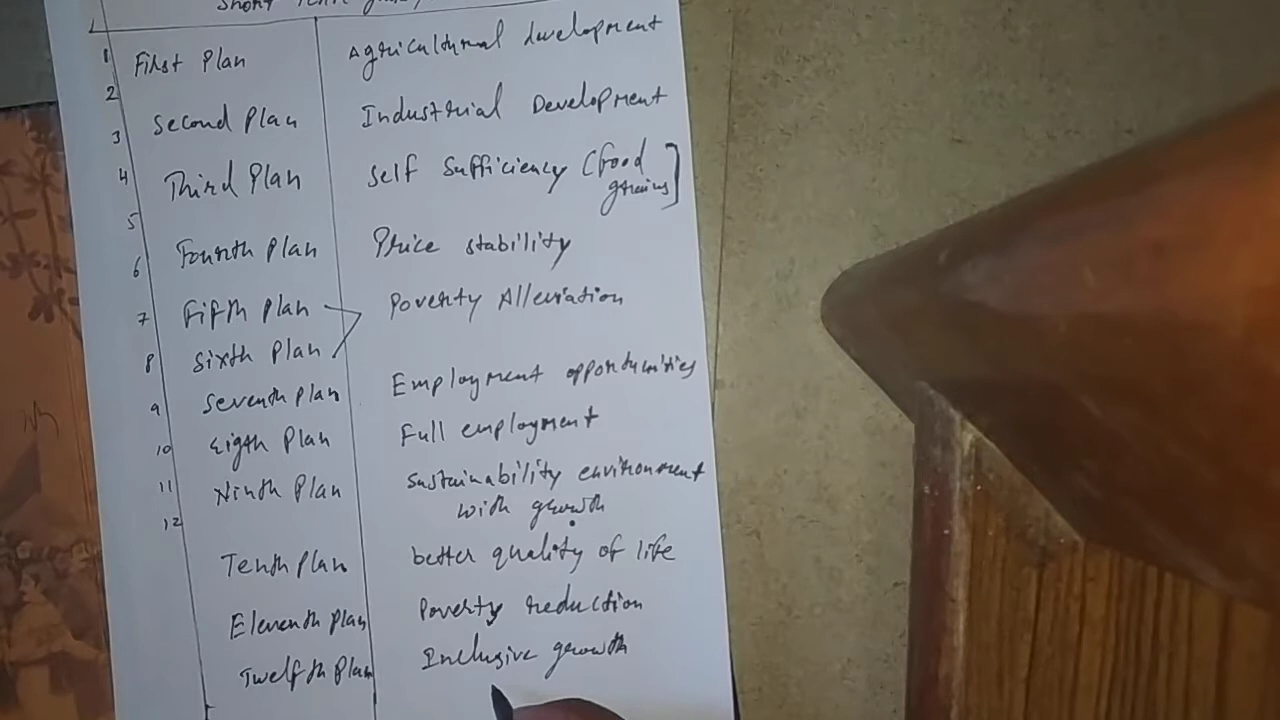 Short Term
1 First Plan Agricultural development
2
Second Plan Industrial Development
3
4 Third Plan Self Sufficiency (food
grains)
5
Fourth Plan Price stability
6
7 Fifth Plan Poverty Alleviation
8 Sixth Plan
9 Seventh Plan Employment opportunities
10 Eigth Plan Full employment
11 Ninth Plan Sustainability environment
12 with growth
Tenth Plan better quality of life
Eleventh Plan Poverty reduction
Twelfth Plan Inclusive growth